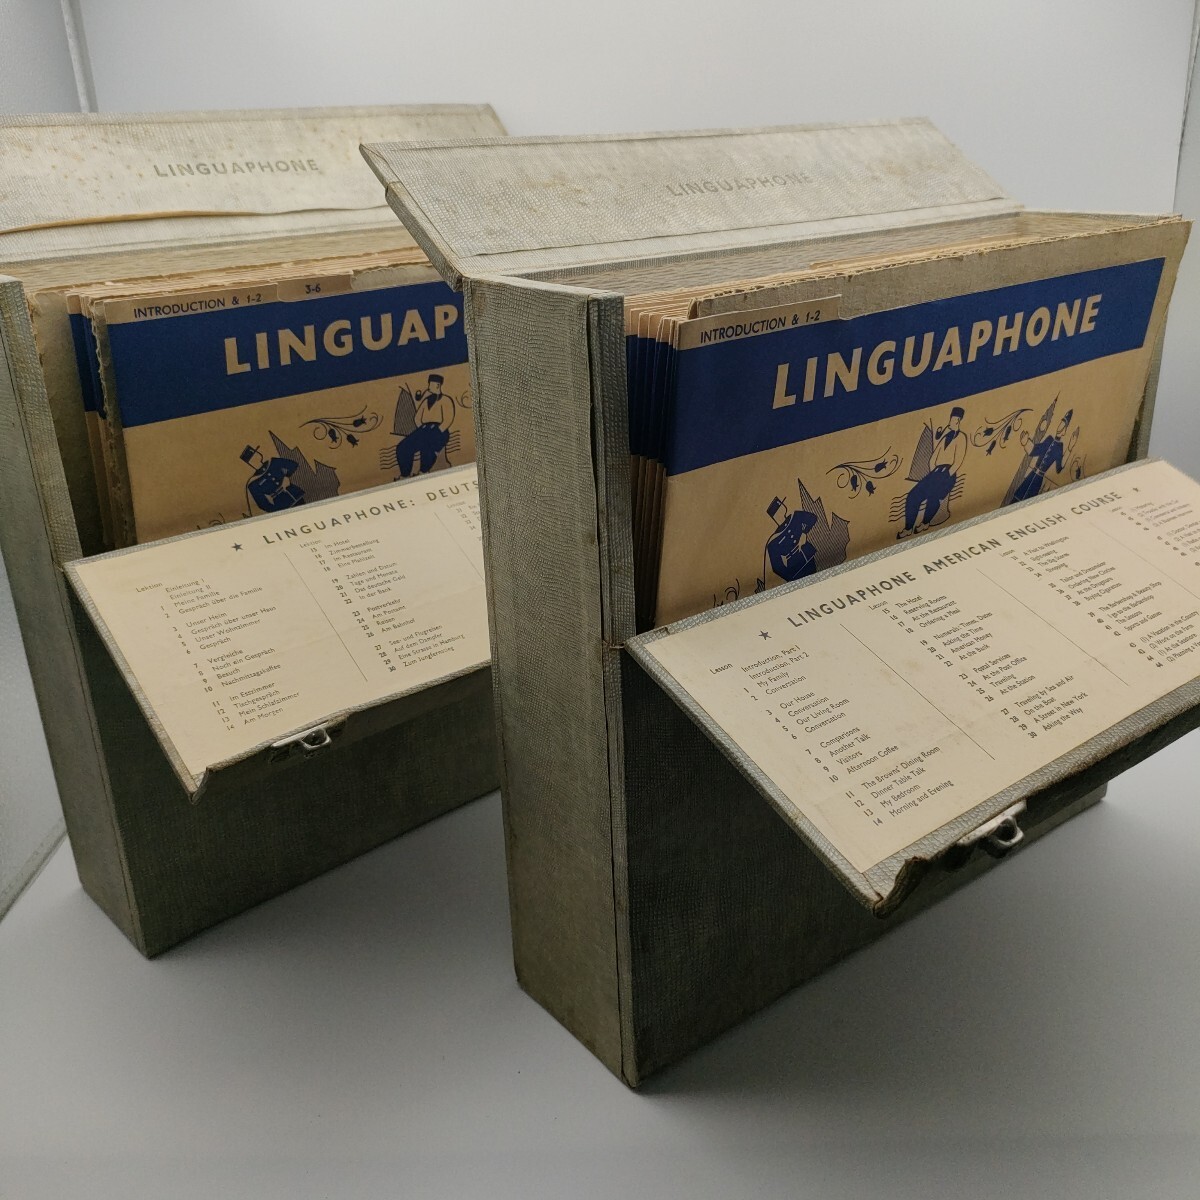 LINGUAPHONE
LINGUAPHONE
INTRODUCTION & 1-2
3-6
LINGUAP
INTRODUCTION & 1-2
LINGUAPHONE
★ LINGUAPHONE: DEUTS
Lektion
Einleitung I
Einleitung II
1 Meine Familie
2 Gespräch über die Familie
3 Unser Heim
4 Gespräch über unser Haus
5 Unser Wohnzimmer
6 Gespräch
7 Vergleiche
8 Noch ein Gespräch
9 Besuch
10 Nachmittagskaffee
11 Im Esszimmer
12 Tischgespräch
13 Mein Schlafzimmer
14 Am Morgen
Lektion
15 Im Hotel
16 Zimmerbestellung
17 Im Restaurant
18 Eine Mahlzeit
19 Zahlen und Datum
20 Tage und Monate
21 Das deutsche Geld
22 In der Bank
23 Postverkehr
24 Am Postamt
25 Reisen
26 Am Bahnhof
27 See- und Flugreisen
28 Auf dem Dampfer
29 Eine Strasse in Hamburg
30 Zum Jungfernstieg
★ LINGUAPHONE AMERICAN ENGLISH COURSE ★
Lesson
Introduction, Part 1
Introduction, Part 2
1 My Family
2 Conversation
3 Our House
4 Conversation
5 Our Living Room
6 Conversation
7 Comparisons
8 Another Talk
9 Visitors
10 Afternoon Coffee
11 The Browns' Dining Room
12 Dinner Table Talk
13 My Bedroom
14 Morning and Evening
Lesson
15 The Hotel
16 Reserving Rooms
17 At the Restaurant
18 Ordering a Meal
19 Numerals: Times, Dates
20 Asking the Time
21 American Money
22 At the Bank
23 Postal Services
24 At the Post Office
25 Traveling
26 At the Station
27 Traveling by Sea and Air
28 On the Boat
29 A Street in New York
30 Asking the Way
Lesson
31 A Visit to Washington
32 Sightseeing
34 Shopping
35 Tailor and Dressmaker
36 Ordering New Clothes
37 At the Druggists
38 Buying Cigarettes
39 The Barbershop & Beauty Shop
40 I go to the Barbershop
41 The Seasons
42 Sports and Games